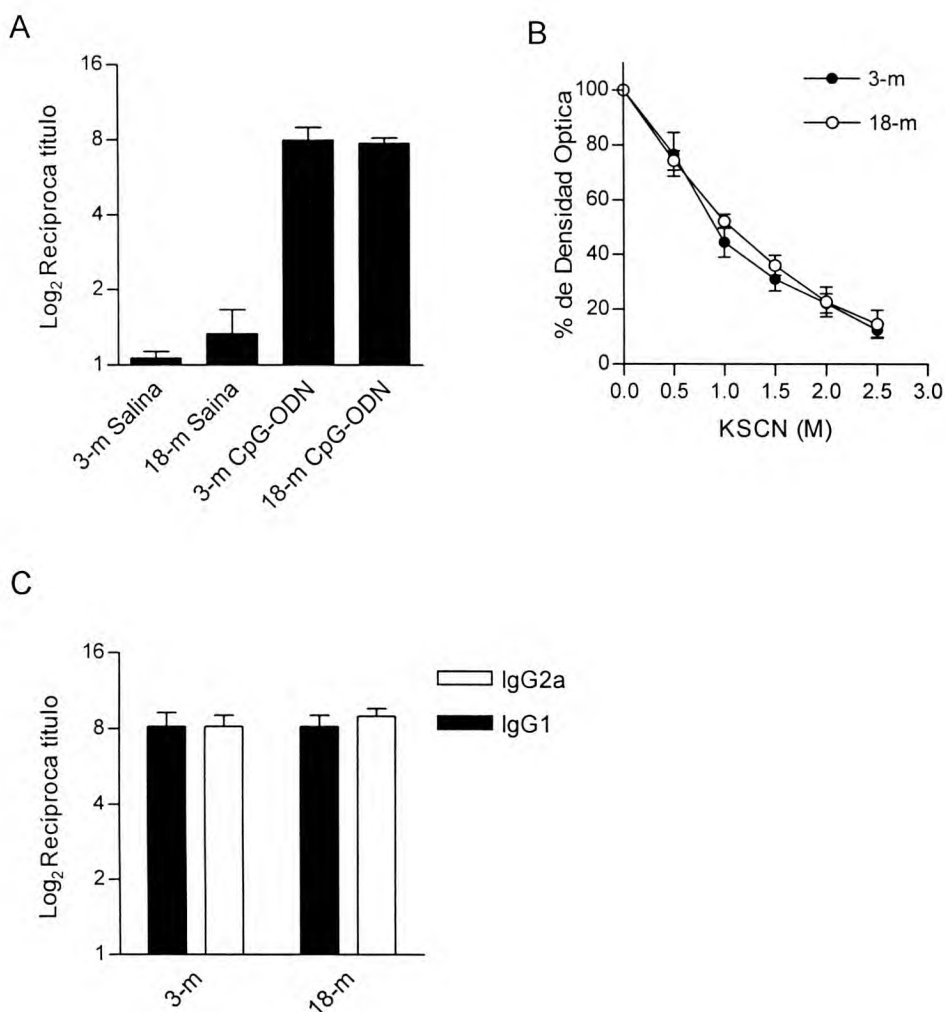 A
Log2 Recíproca título
16
8
4
2
1
3-m Salina
18-m Saina
3-m CpG-ODN
18-m CpG-ODN
B
% de Densidad Optica
100
80
60
40
20
0
0.0 0.5 1.0 1.5 2.0 2.5 3.0
KSCN (M)
3-m
18-m
C
Log2 Recíproca título
16
8
4
2
1
3-m
18-m
IgG2a
IgG1